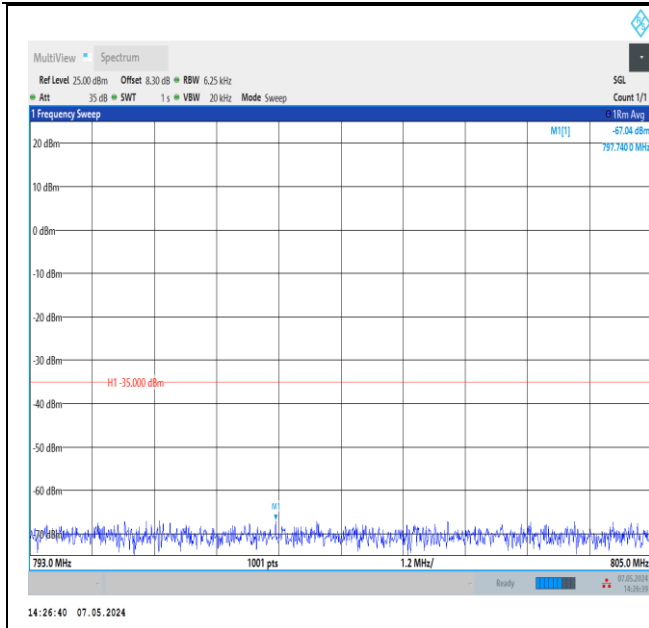 MultiView Spectrum
Ref Level 25.00 dBm Offset 8.30 dB RBW 6.25 kHz SGL
Att 35 dB SWT 1 s VBW 20 kHz Mode Sweep Count 1/1
1 Frequency Sweep 1Rm Avg
M1[1] -67.04 dBm
797.740 0 MHz
20 dBm
10 dBm
0 dBm
-10 dBm
-20 dBm
-30 dBm
H1 -35.000 dBm
-40 dBm
-50 dBm
-60 dBm
M1
-70 dBm
793.0 MHz 1001 pts 1.2 MHz/ 805.0 MHz
Ready 07.05.2024
14:26:39
14:26:40 07.05.2024